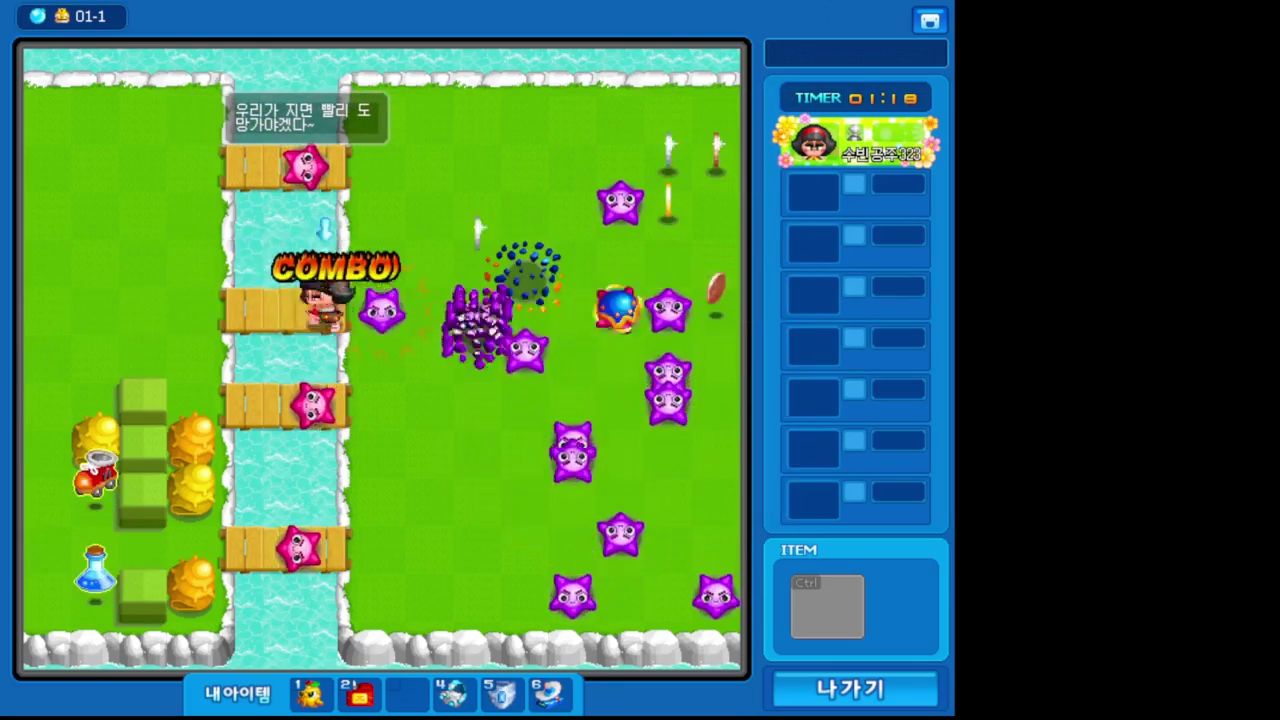 01-1
우리가 지면 빨리 도
망가야겠다~
TIMER 01:18
수빈공주323
COMBO!
ITEM
Ctrl
내 아이템 1 2 4 5 6
나가기